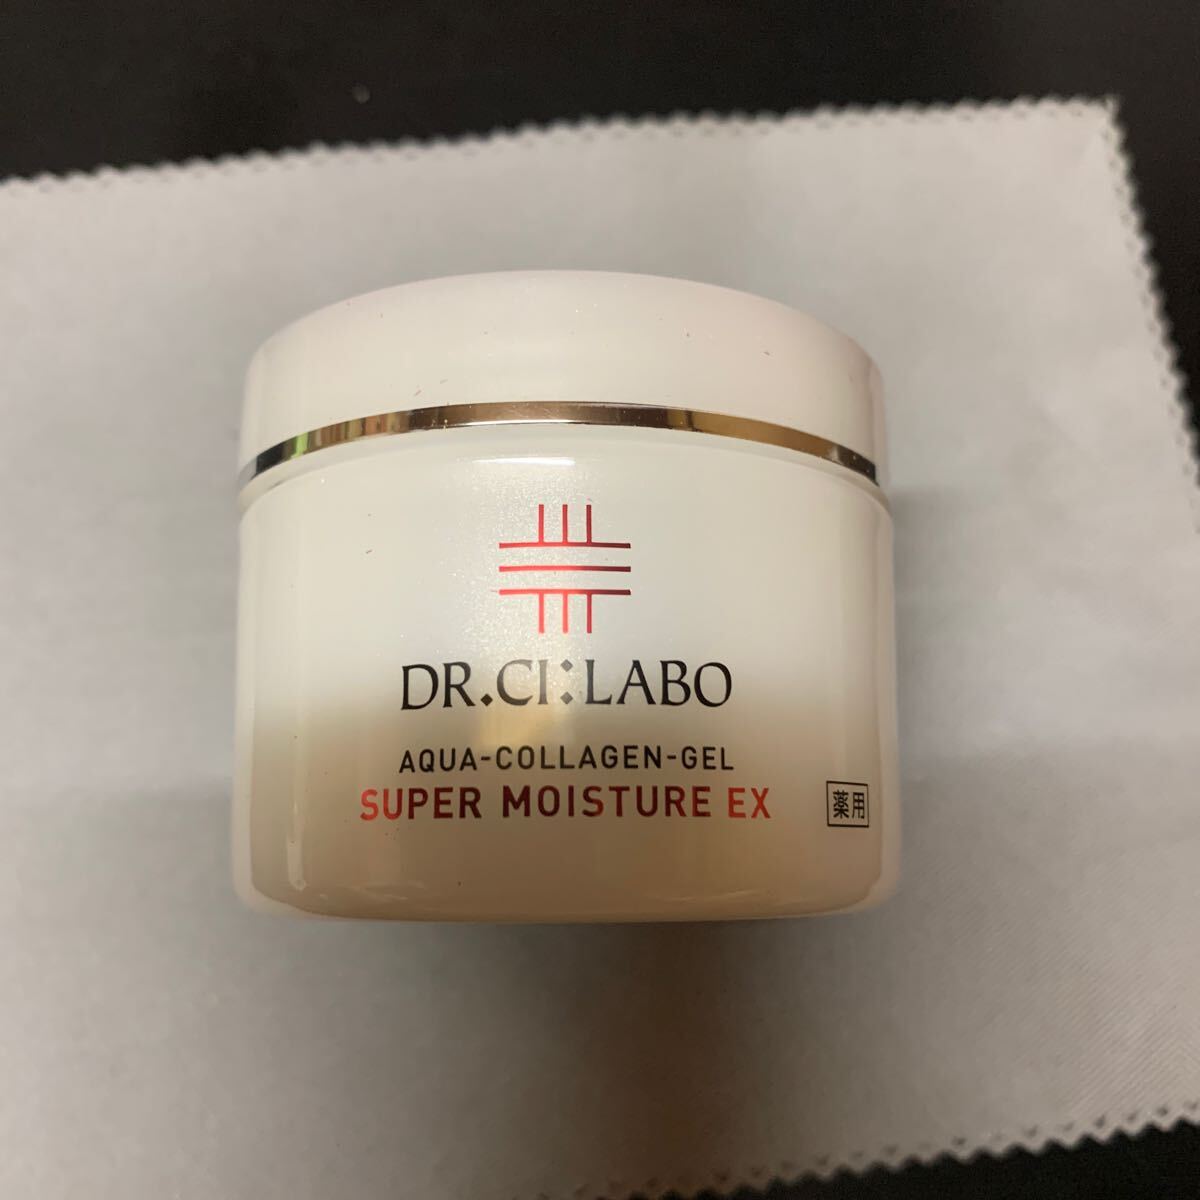 DR.CI:LABO
AQUA-COLLAGEN-GEL
SUPER MOISTURE EX
薬用